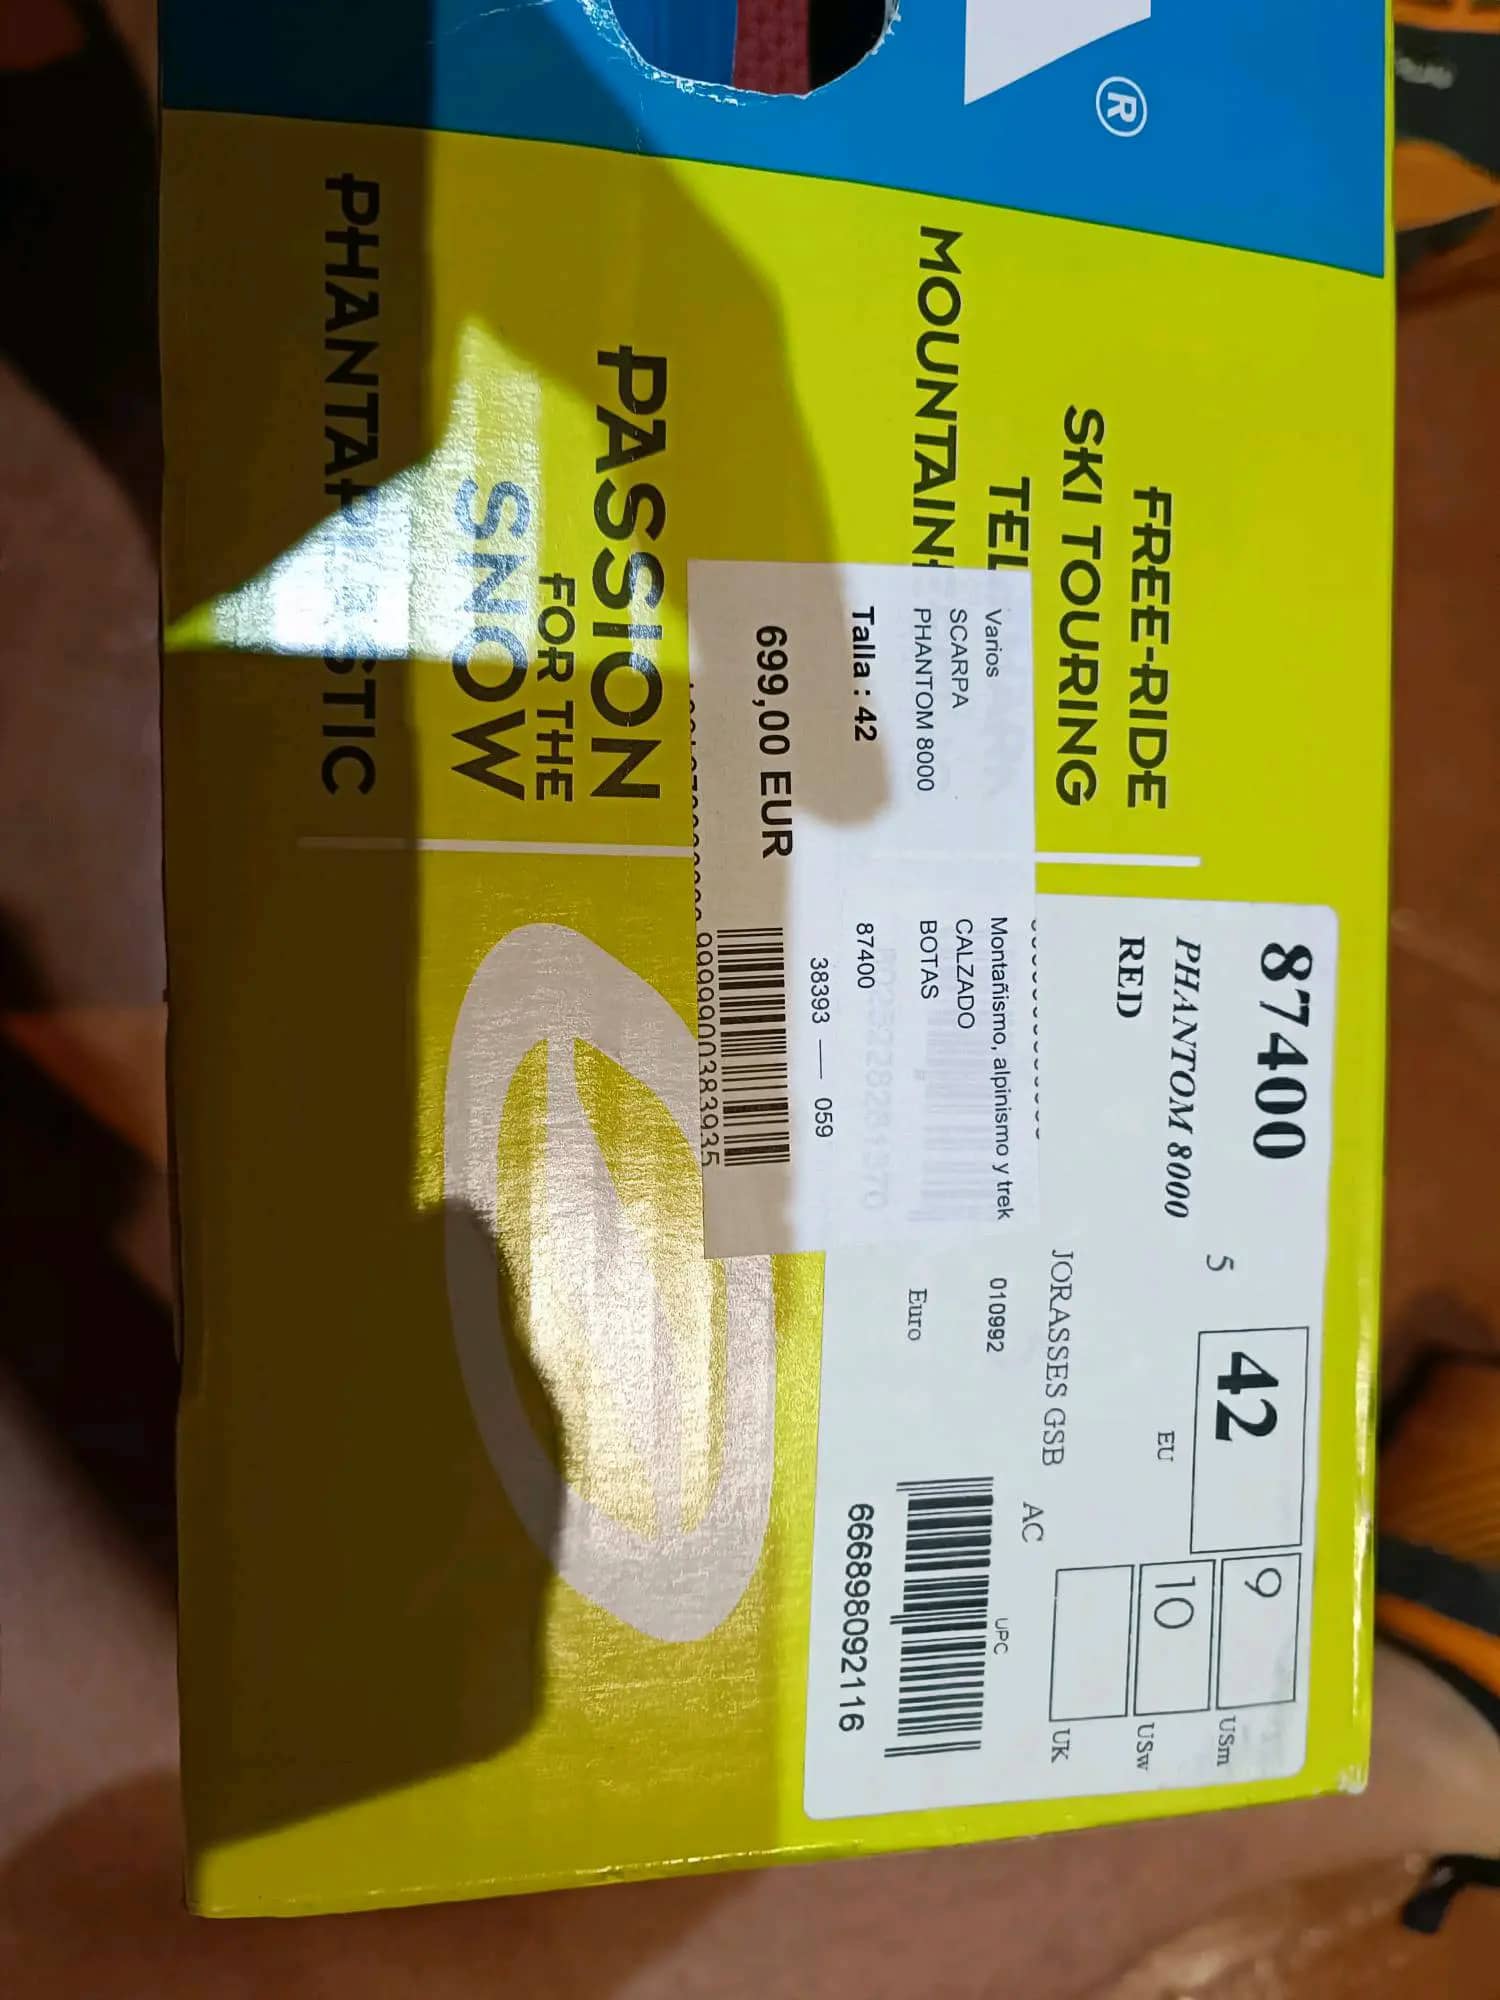 ®
FREE-RIDE
SKI TOURING
TEL
MOUNTAIN
PASSION
FOR THE
SNOW
PHANTA
STIC
87400
PHANTOM 8000
RED
5
42
EU
9
USm
10
USw
UK
JORASSES GSB
AC
010992
Euro
UPC
666898092116
Varios
SCARPA
PHANTOM 8000
Talla : 42
699,00 EUR
Montañismo, alpinismo y trek
CALZADO
BOTAS
87400
38393 — 059
9999900383935